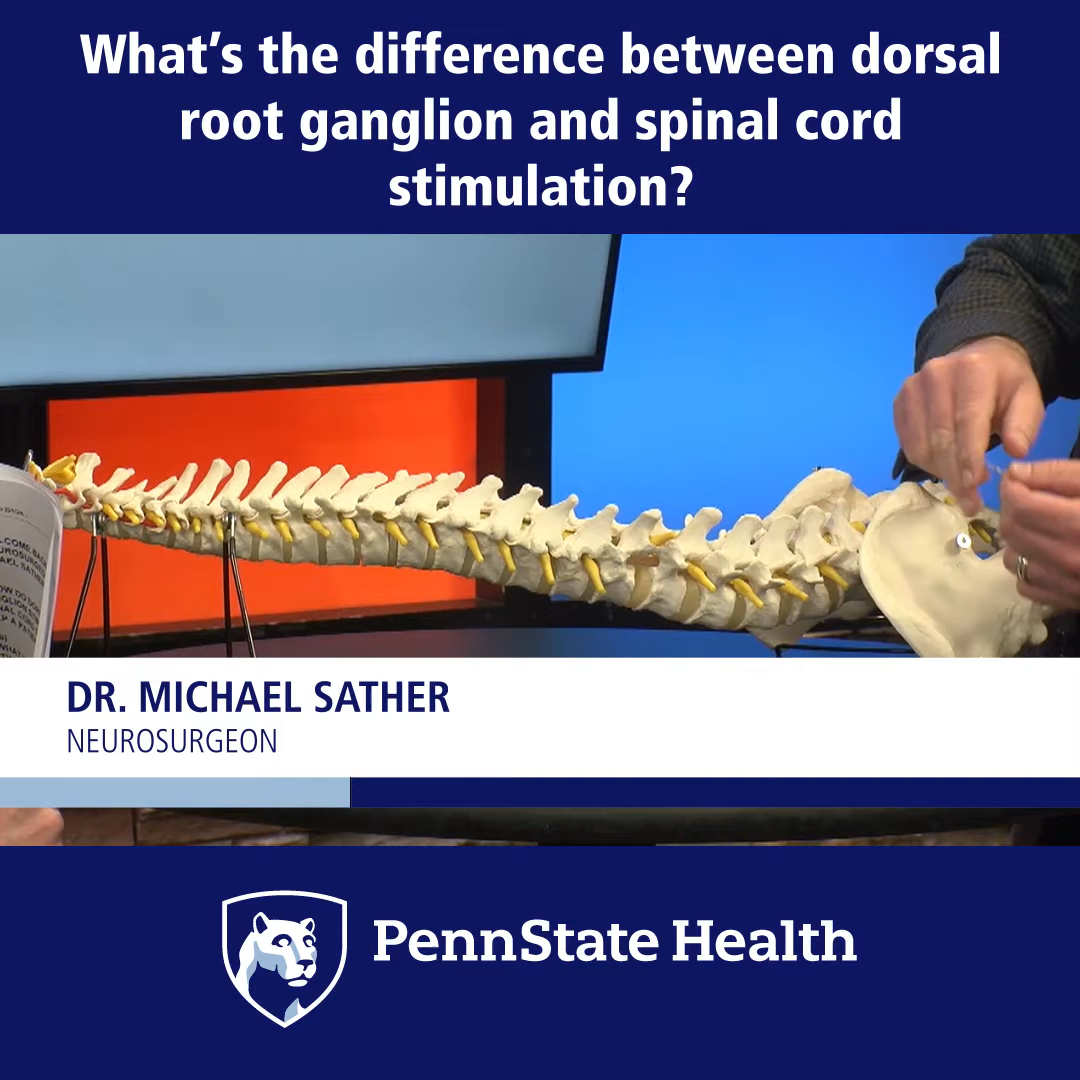 What's the difference between dorsal
root ganglion and spinal cord
stimulation?
DR. MICHAEL SATHER
NEUROSURGEON
PennState Health